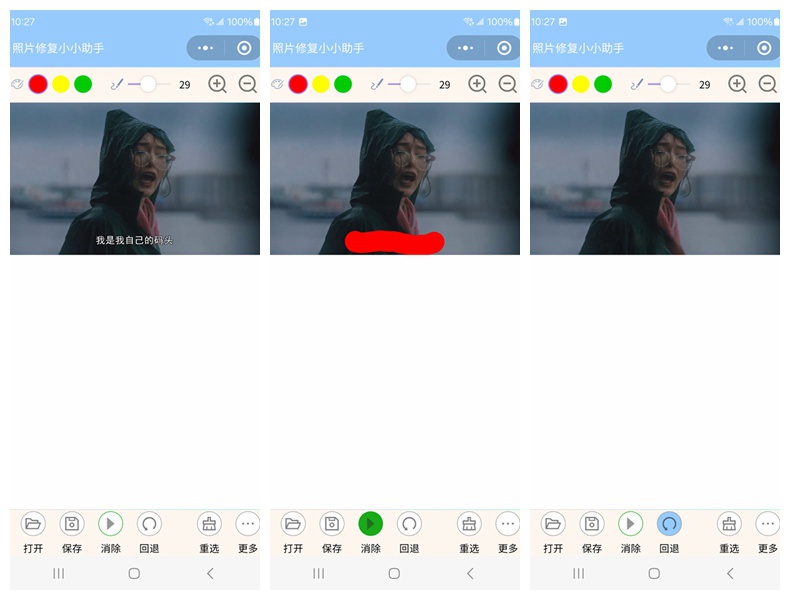 10:27 100%
照片修复小小助手
29
我是我自己的码头
打开 保存 消除 回退 重选 更多
10:27 100%
照片修复小小助手
29
打开 保存 消除 回退 重选 更多
10:27 100%
照片修复小小助手
29
打开 保存 消除 回退 重选 更多